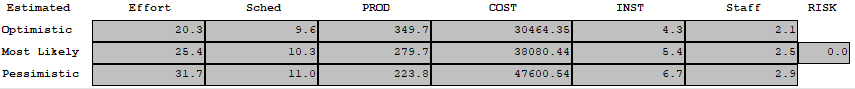 Estimated Effort Sched PROD COST INST Staff RISK
Optimistic 20.3 9.6 349.7 30464.35 4.3 2.1
Most Likely 25.4 10.3 279.7 38080.44 5.4 2.5 0.0
Pessimistic 31.7 11.0 223.8 47600.54 6.7 2.9